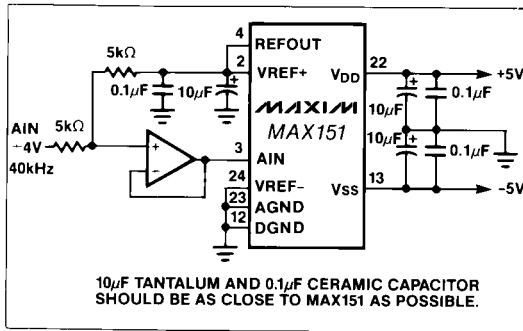 4
REFOUT
5kΩ
2
VREF+
VDD
22
+5V
0.1μF
10μF
10μF
0.1μF
MAXIM
MAX151
AIN
5kΩ
−4V
40kHz
+
−
3
AIN
10μF
0.1μF
24
VREF−
23
AGND
12
DGND
VSS
13
−5V
10μF TANTALUM AND 0.1μF CERAMIC CAPACITOR
SHOULD BE AS CLOSE TO MAX151 AS POSSIBLE.